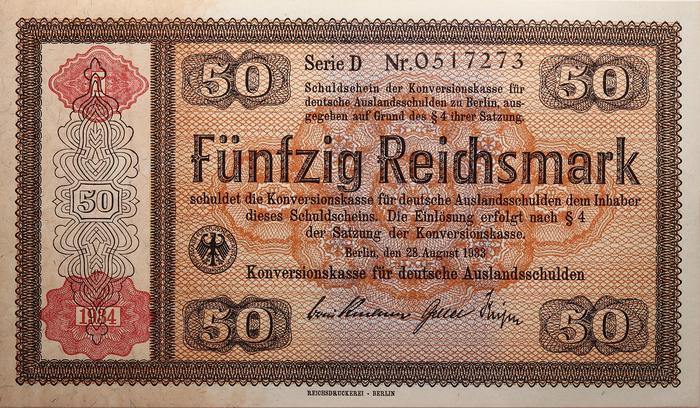 50
Serie D Nr. 0517273
50
Schuldschein der Konversionskasse für
deutsche Auslandsschulden zu Berlin, aus-
gegeben auf Grund des § 4 ihrer Satzung.
Fünfzig Reichsmark
schuldet die Konversionskasse für deutsche Auslandsschulden dem Inhaber
dieses Schuldscheins. Die Einlösung erfolgt nach § 4
der Satzung der Konversionskasse.
Berlin, den 28. August 1933
Konversionskasse für deutsche Auslandsschulden
50
1934
50
50
REICHSDRUCKEREI - BERLIN